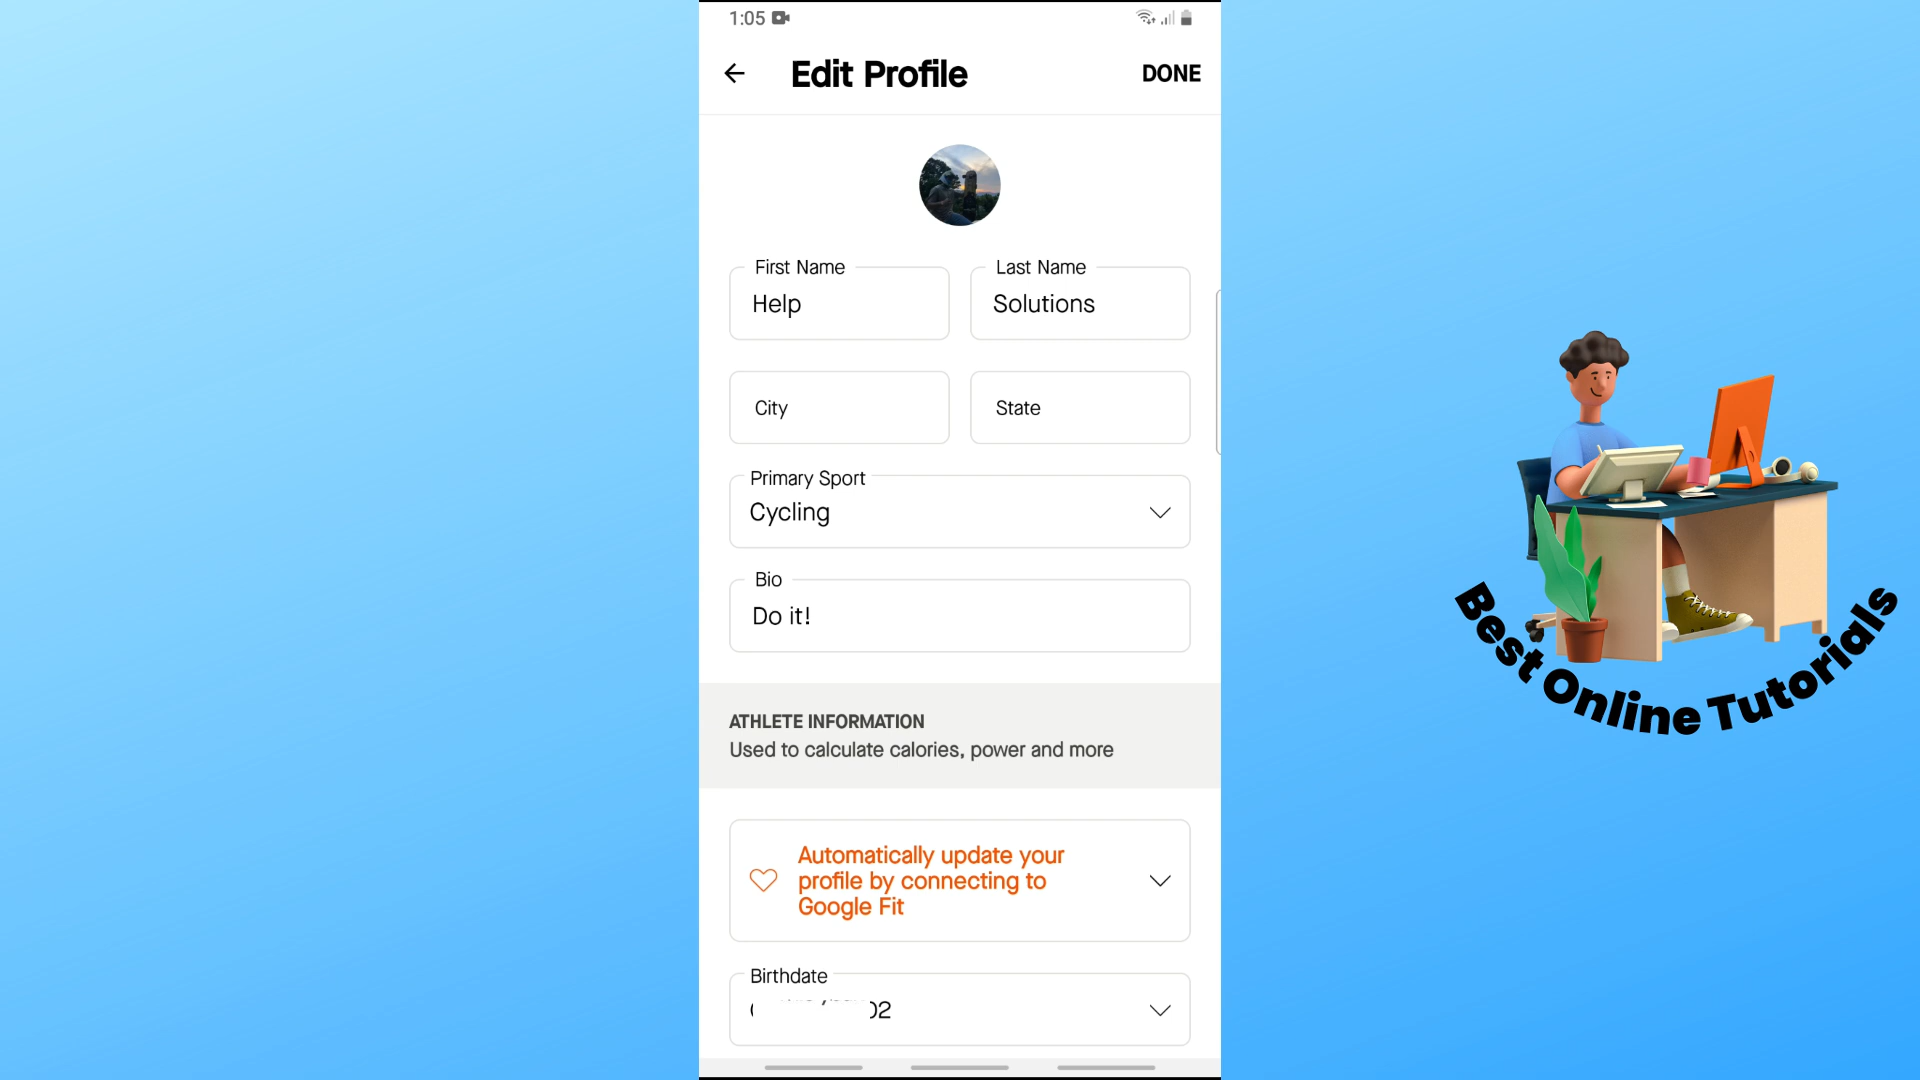 1:05
Edit Profile
DONE
First Name
Last Name
Help
Solutions
City
State
Primary Sport
Cycling
Bio
Do it!
ATHLETE INFORMATION
Used to calculate calories, power and more
Automatically update your
profile by connecting to
Google Fit
Birthdate
02
Best Online Tutorials